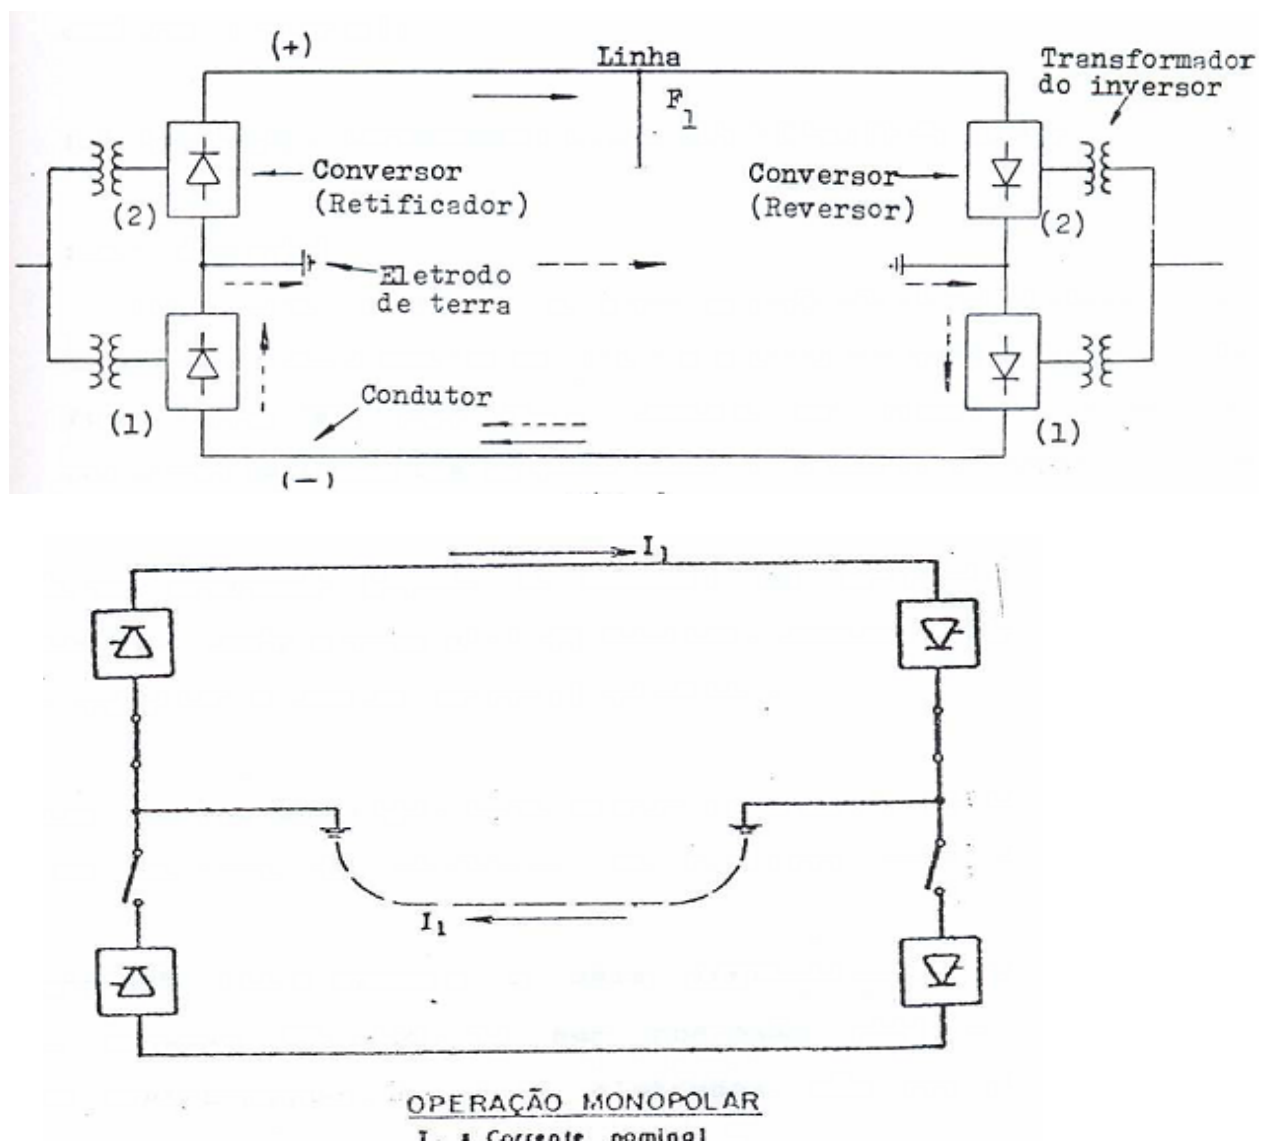 (+)
Linha
Transformador
do inversor
F1
Conversor
(Retificador)
Conversor
(Reversor)
(2)
(2)
Eletrodo
de terra
Condutor
(1)
(1)
(-)
I1
I1
OPERAÇÃO MONOPOLAR
Corrente nominal